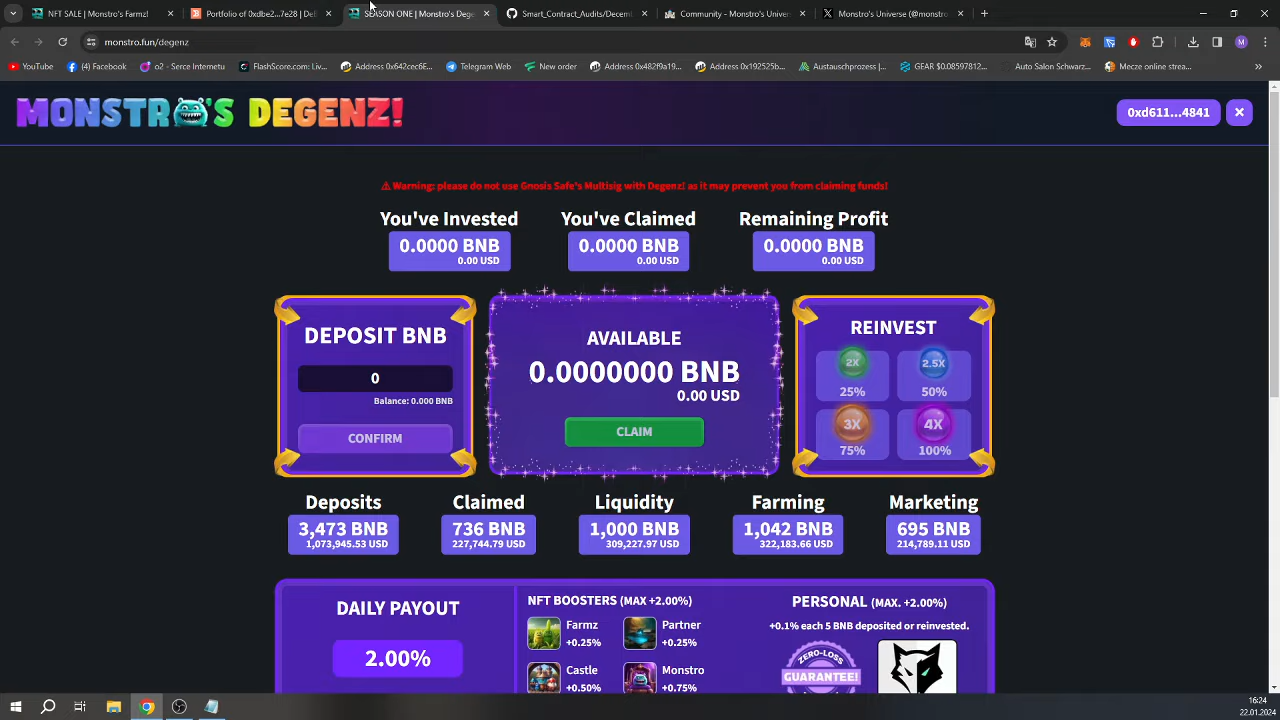 NFT SALE | Monstro's Farmz!
Portfolio of 0xdbe2...7e28 | DeB
SEASON ONE | Monstro's Dege
Smart_Contract_Audits/Decem
Community - Monstro's Univer
Monstro's Universe (@monstro
monstro.fun/degenz
YouTube
(4) Facebook
o2 - Serce Internetu
FlashScore.com: Liv...
Address 0x642cec6E...
Telegram Web
New order
Address 0x482f9a19...
Address 0x192525b...
Austauschprozess |...
GEAR $0.08597812...
Auto Salon Schwarz...
Mecze online strea...
MONSTRO'S DEGENZ!
0xd611...4841
⚠ Warning: please do not use Gnosis Safe's Multisig with Degenz! as it may prevent you from claiming funds!
You've Invested
0.0000 BNB
0.00 USD
You've Claimed
0.0000 BNB
0.00 USD
Remaining Profit
0.0000 BNB
0.00 USD
DEPOSIT BNB
0
Balance: 0.000 BNB
CONFIRM
AVAILABLE
0.0000000 BNB
0.00 USD
CLAIM
REINVEST
2X
25%
2.5X
50%
3X
75%
4X
100%
Deposits
3,473 BNB
1,073,945.53 USD
Claimed
736 BNB
227,744.79 USD
Liquidity
1,000 BNB
309,227.97 USD
Farming
1,042 BNB
322,183.66 USD
Marketing
695 BNB
214,789.11 USD
DAILY PAYOUT
2.00%
NFT BOOSTERS (MAX +2.00%)
Farmz
+0.25%
Partner
+0.25%
Castle
+0.50%
Monstro
+0.75%
PERSONAL (MAX. +2.00%)
+0.1% each 5 BNB deposited or reinvested.
ZERO-LOSS
GUARANTEE!
16:24
22.01.2024